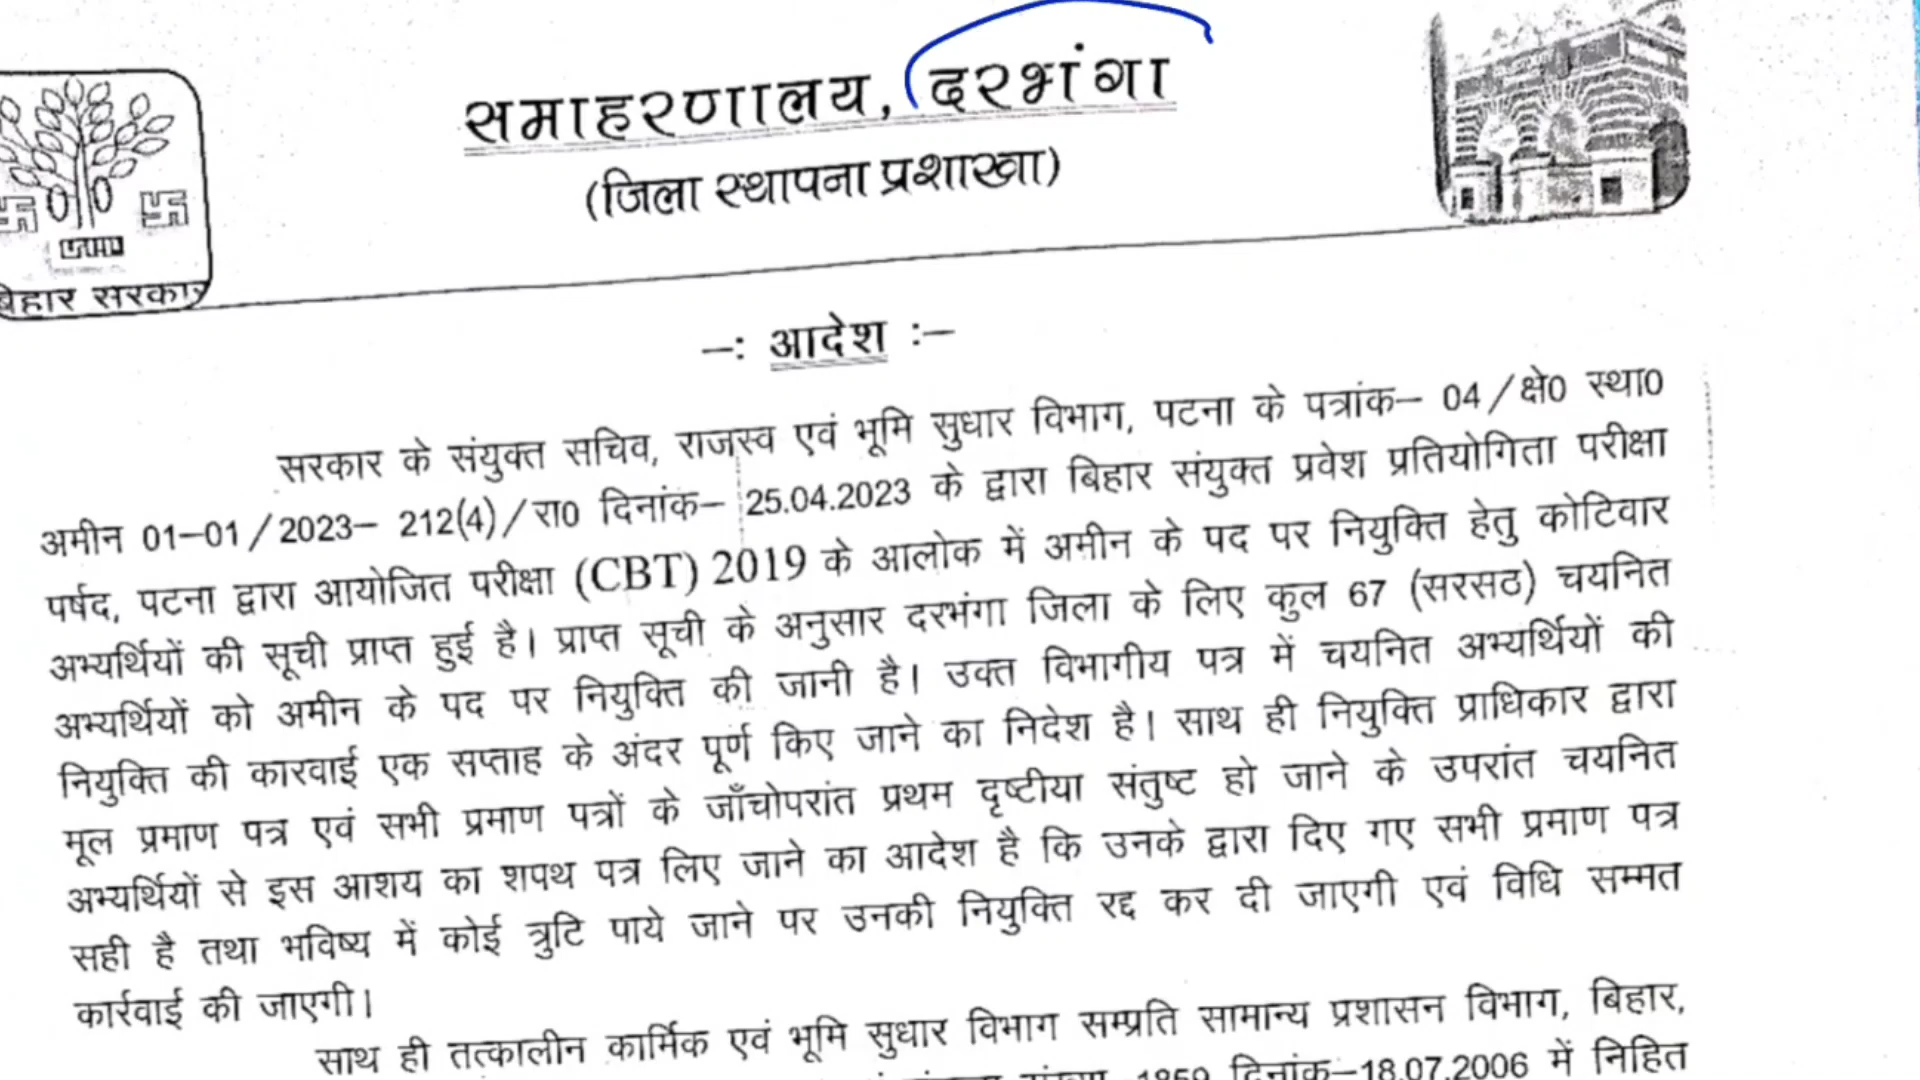 समाहरणालय, दरभंगा
(जिला स्थापना प्रशाखा)
बिहार सरकार
–: आदेश :–
सरकार के संयुक्त सचिव, राजस्व एवं भूमि सुधार विभाग, पटना के पत्रांक– 04/क्षे0 स्था0
अमीन 01–01/2023– 212(4)/रा0 दिनांक– 25.04.2023 के द्वारा बिहार संयुक्त प्रवेश प्रतियोगिता परीक्षा
पर्षद, पटना द्वारा आयोजित परीक्षा (CBT) 2019 के आलोक में अमीन के पद पर नियुक्ति हेतु कोटिवार
अभ्यर्थियों की सूची प्राप्त हुई है। प्राप्त सूची के अनुसार दरभंगा जिला के लिए कुल 67 (सरसठ) चयनित
अभ्यर्थियों को अमीन के पद पर नियुक्ति की जानी है। उक्त विभागीय पत्र में चयनित अभ्यर्थियों की
नियुक्ति की कारवाई एक सप्ताह के अंदर पूर्ण किए जाने का निदेश है। साथ ही नियुक्ति प्राधिकार द्वारा
मूल प्रमाण पत्र एवं सभी प्रमाण पत्रों के जाँचोपरांत प्रथम दृष्टीया संतुष्ट हो जाने के उपरांत चयनित
अभ्यर्थियों से इस आशय का शपथ पत्र लिए जाने का आदेश है कि उनके द्वारा दिए गए सभी प्रमाण पत्र
सही है तथा भविष्य में कोई त्रुटि पाये जाने पर उनकी नियुक्ति रद्द कर दी जाएगी एवं विधि सम्मत
कार्रवाई की जाएगी।
साथ ही तत्कालीन कार्मिक एवं भूमि सुधार विभाग सम्प्रति सामान्य प्रशासन विभाग, बिहार,
दिनांक–18.07.2006 में निहित